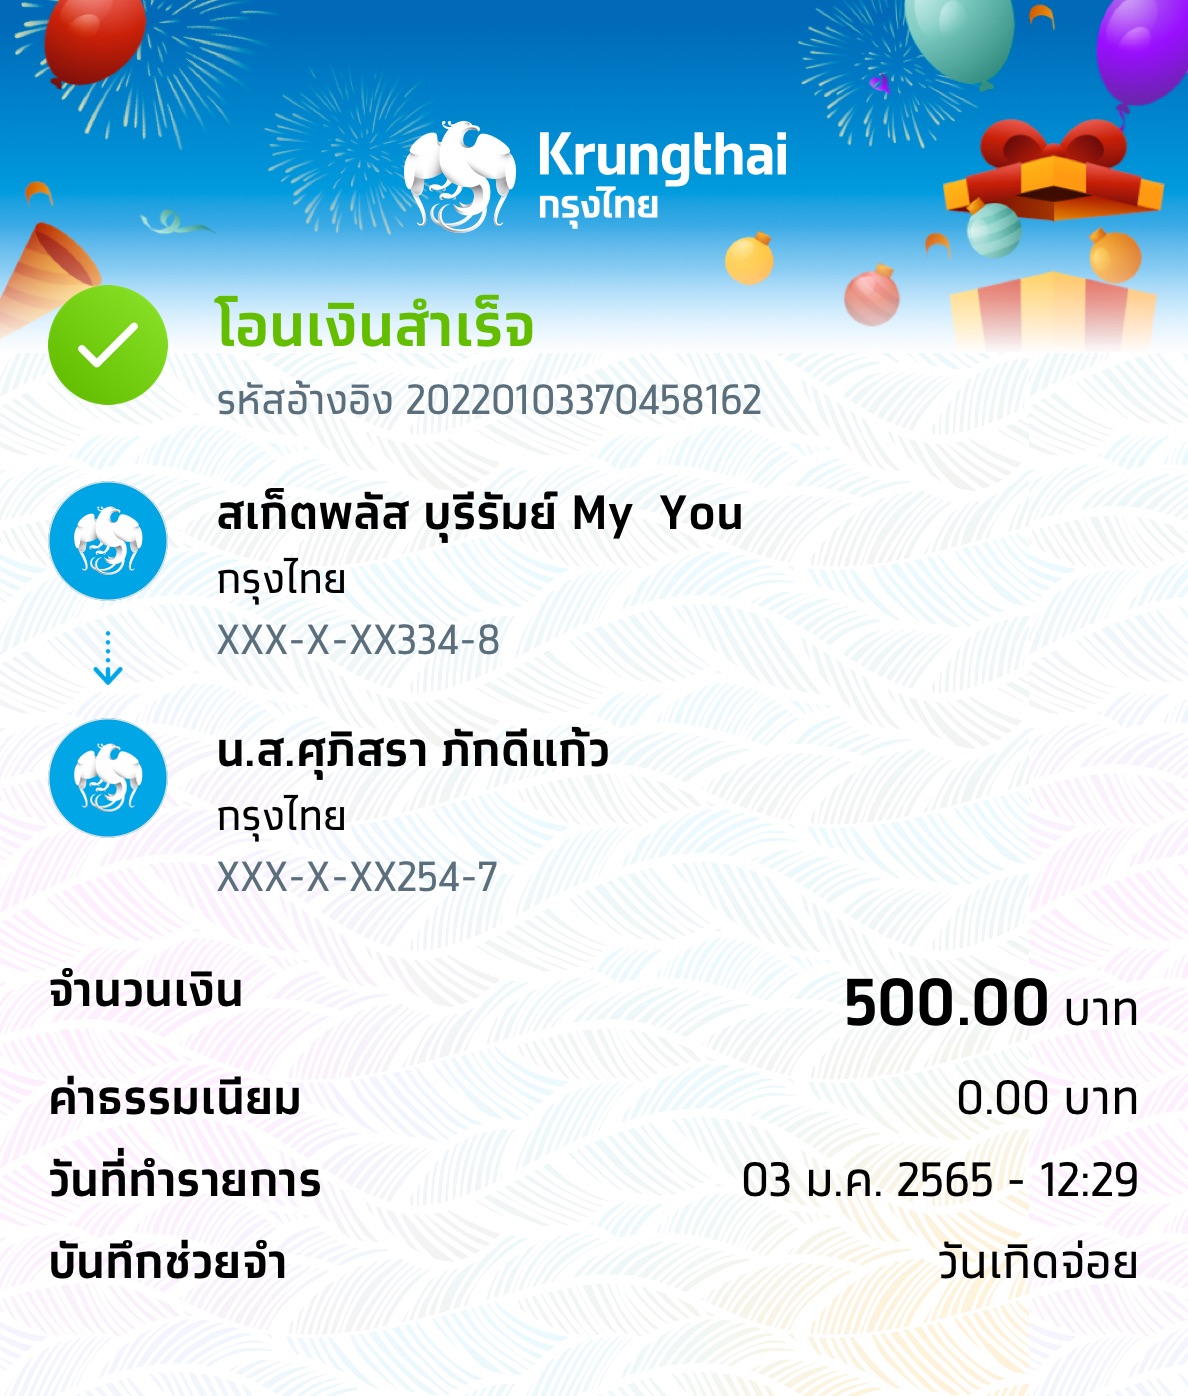 Krungthai
กรุงไทย
โอนเงินสำเร็จ
รหัสอ้างอิง 20220103370458162
สเก็ตพลัส บุรีรัมย์ My  You
กรุงไทย
XXX-X-XX334-8
น.ส.ศุภิสรา ภักดีแก้ว
กรุงไทย
XXX-X-XX254-7
จำนวนเงิน 500.00 บาท
ค่าธรรมเนียม 0.00 บาท
วันที่ทำรายการ 03 ม.ค. 2565 - 12:29
บันทึกช่วยจำ วันเกิดจ่อย